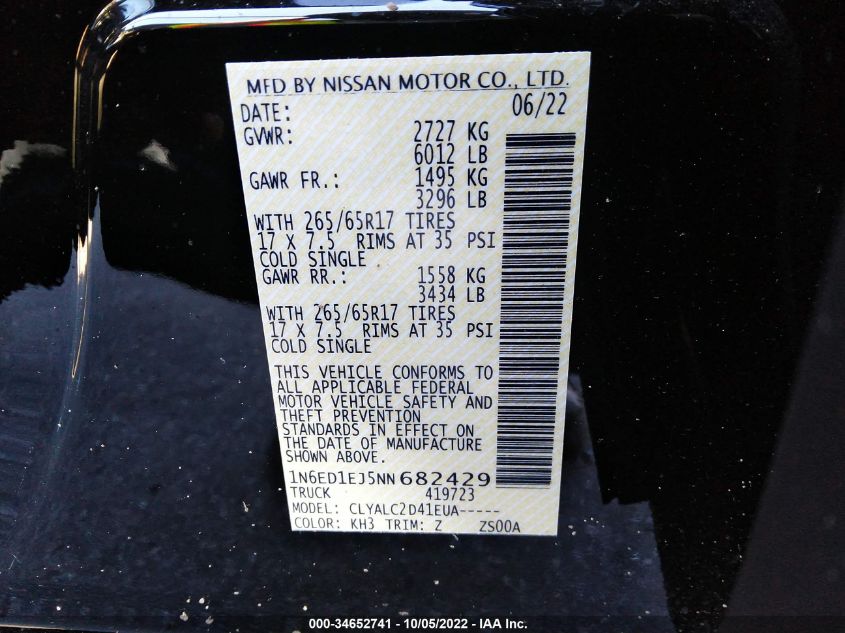 MFD BY NISSAN MOTOR CO., LTD.
DATE: 06/22
GVWR: 2727 KG
6012 LB
GAWR FR.: 1495 KG
3296 LB
WITH 265/65R17 TIRES
17 X 7.5 RIMS AT 35 PSI
COLD SINGLE
GAWR RR.: 1558 KG
3434 LB
WITH 265/65R17 TIRES
17 X 7.5 RIMS AT 35 PSI
COLD SINGLE
THIS VEHICLE CONFORMS TO
ALL APPLICABLE FEDERAL
MOTOR VEHICLE SAFETY AND
THEFT PREVENTION
STANDARDS IN EFFECT ON
THE DATE OF MANUFACTURE
SHOWN ABOVE.
1N6ED1EJ5NN682429
TRUCK 419723
MODEL: CLYALC2D41EUA-----
COLOR: KH3 TRIM: Z ZS00A
000-34652741 - 10/05/2022 - IAA Inc.